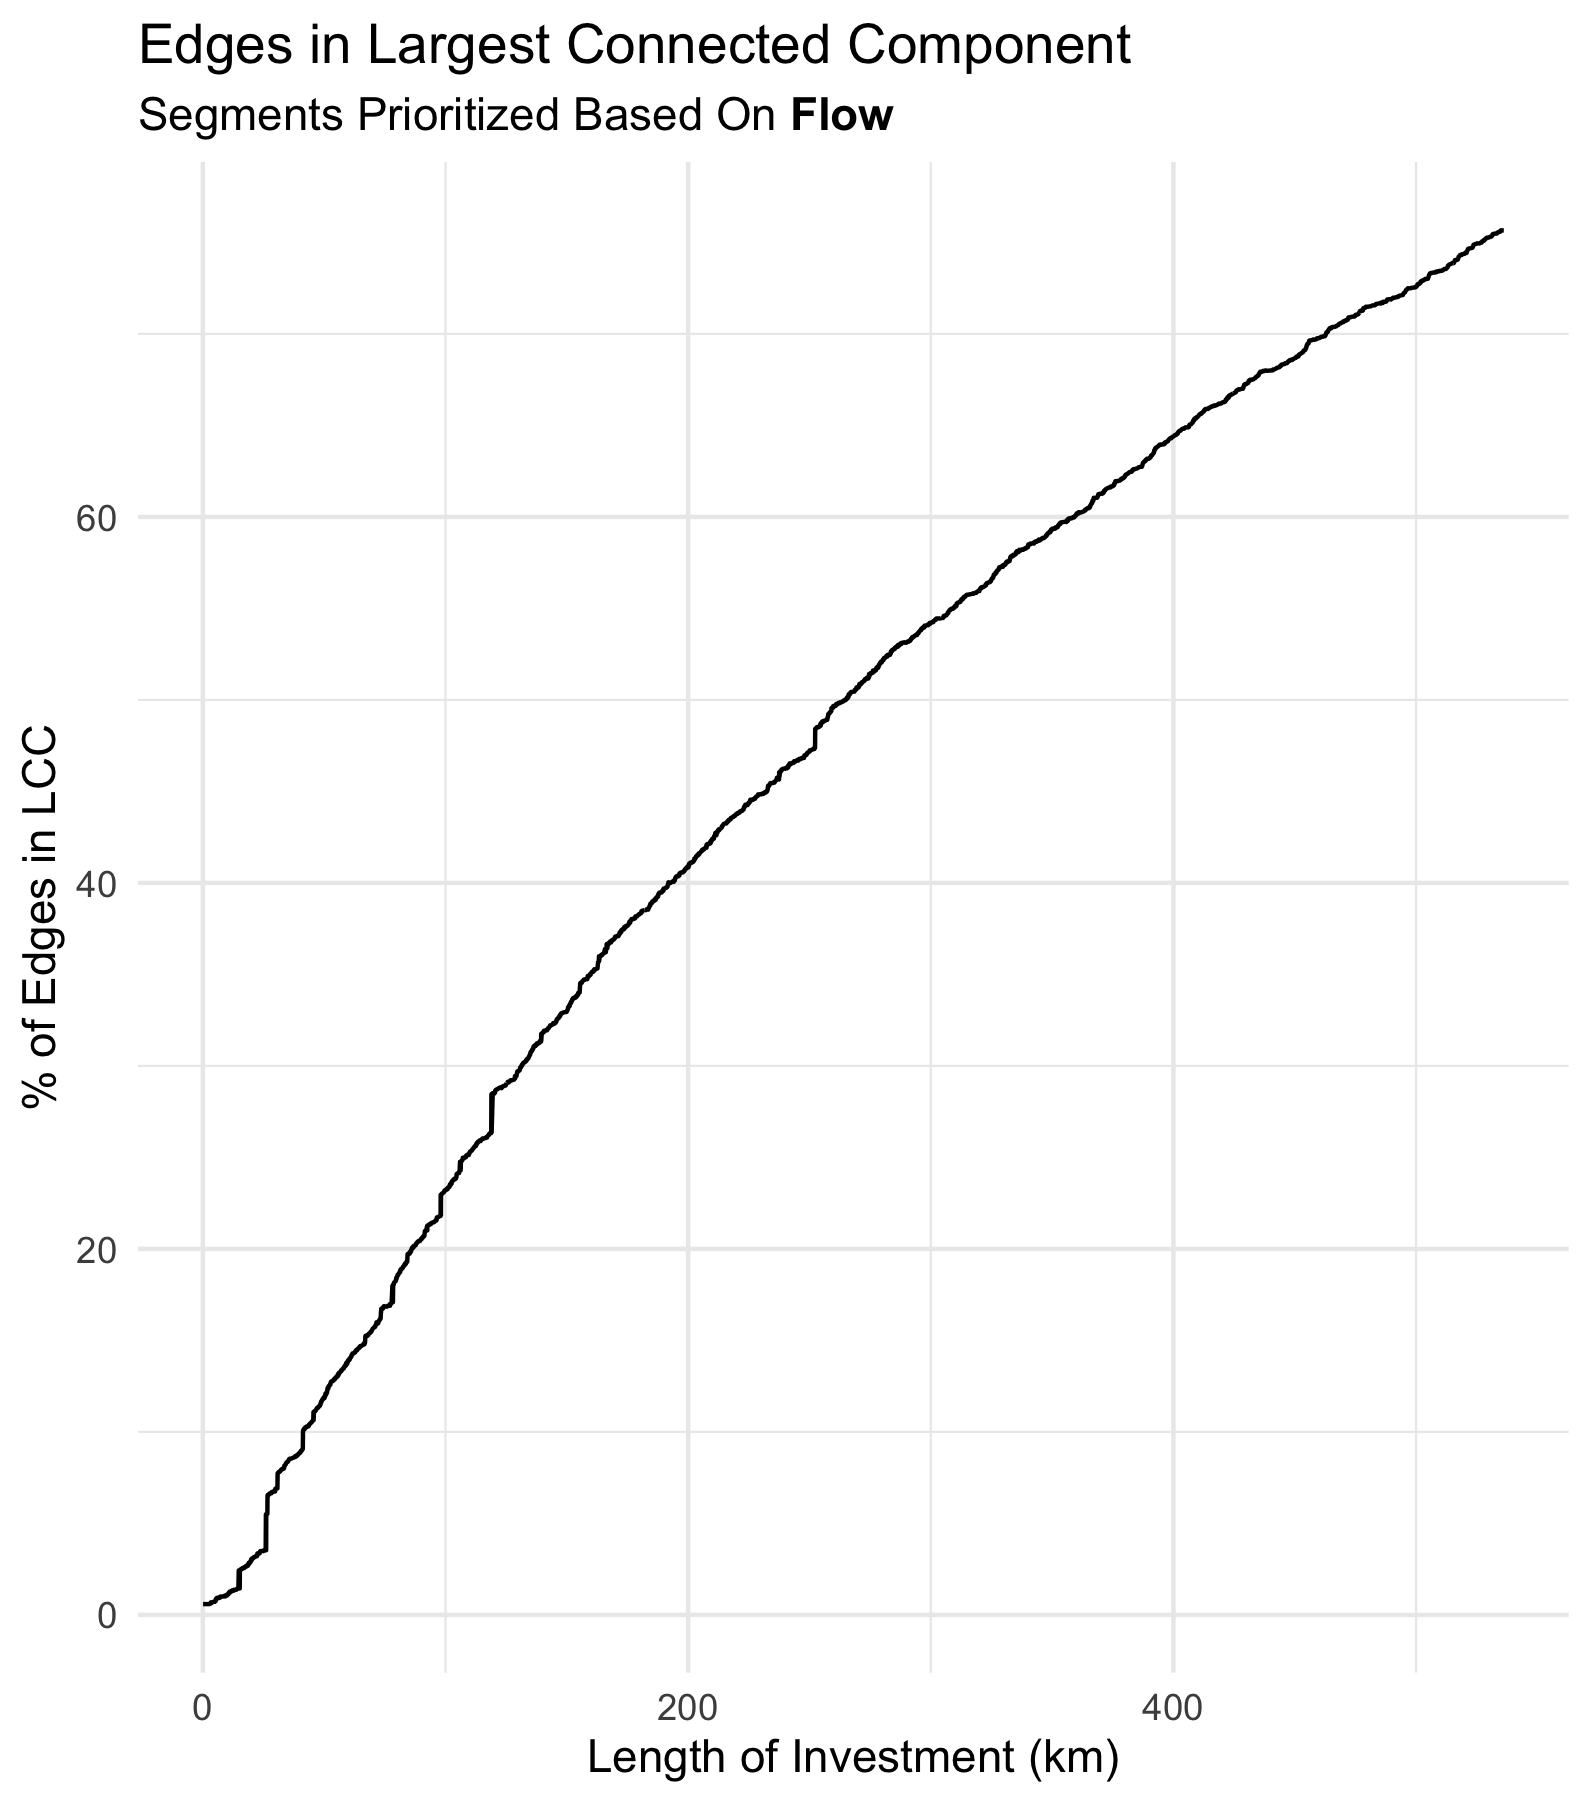 Edges in Largest Connected Component
Segments Prioritized Based On Flow
% of Edges in LCC
60
40
20
0
0
200
400
Length of Investment (km)